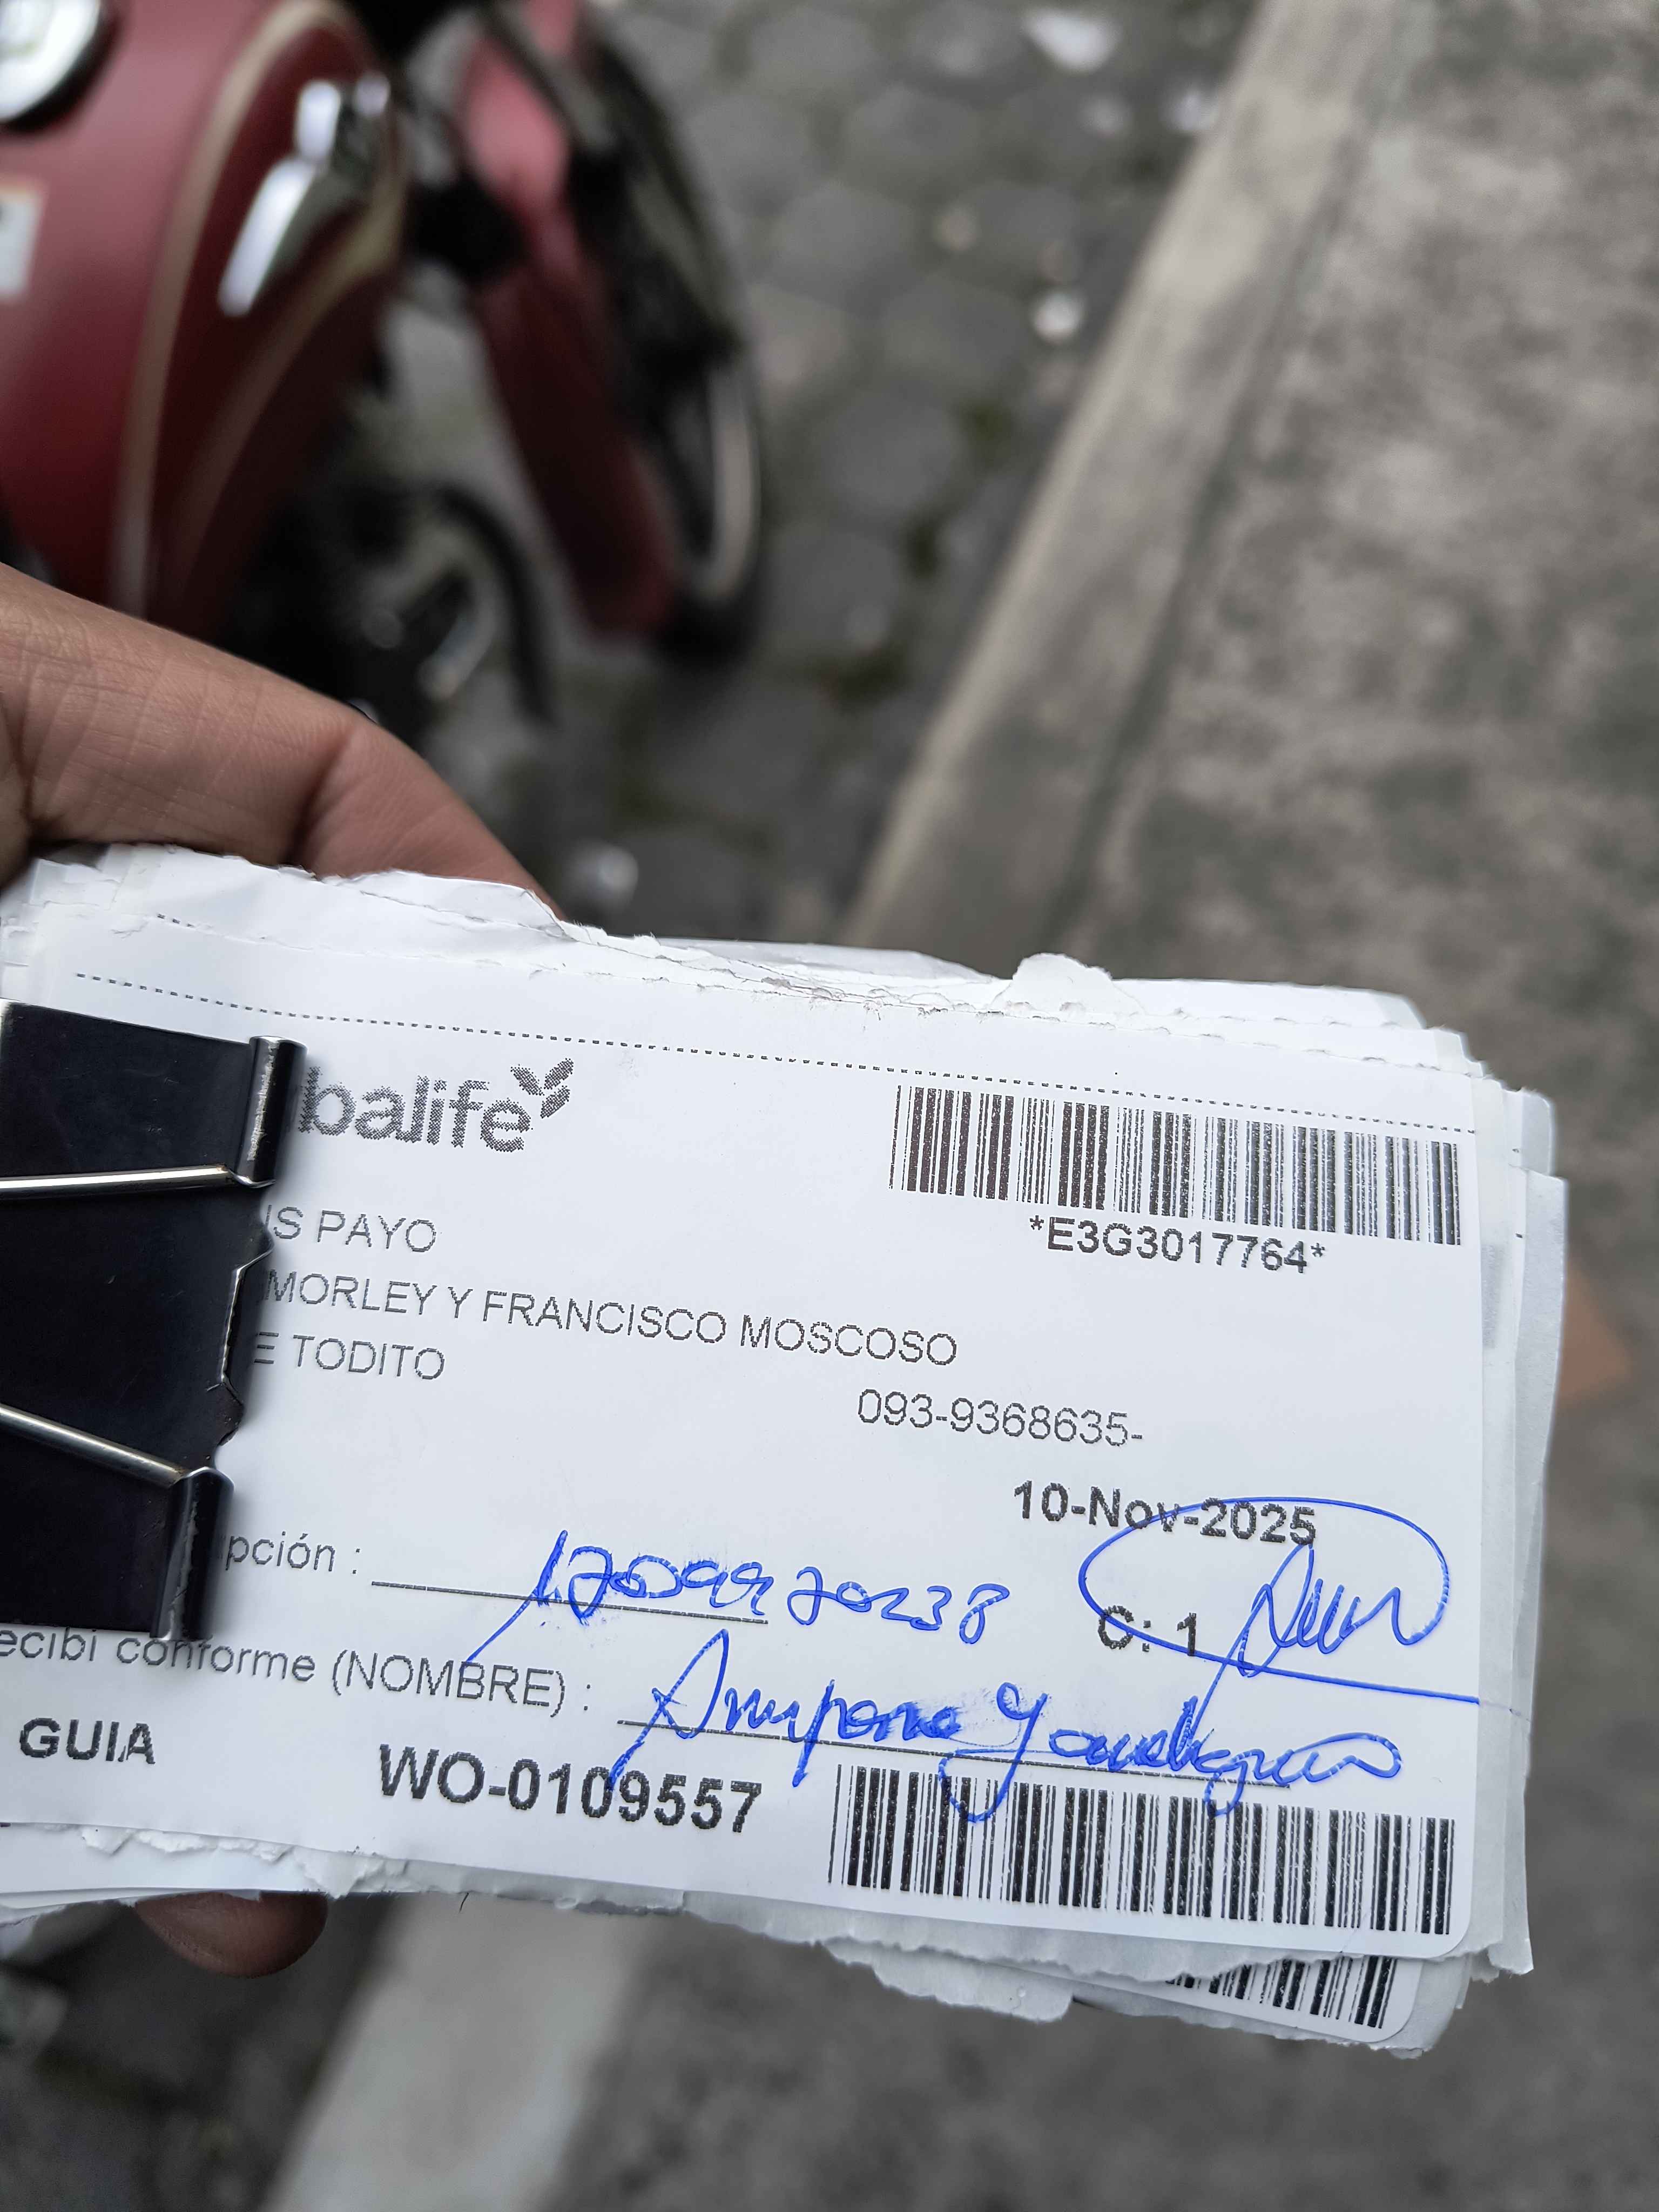 balife
*E3G3017764*
IS PAYO
MORLEY Y FRANCISCO MOSCOSO
E TODITO
093-9368635-
10-Nov-2025
pción :
C: 1
ecibi conforme (NOMBRE) :
GUIA
WO-0109557